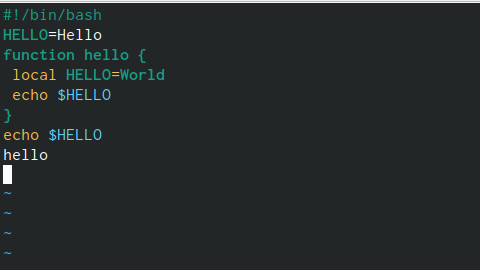 #!/bin/bash
HELLO=Hello
function hello {
 local HELLO=World
 echo $HELLO
}
echo $HELLO
hello
~
~
~
~